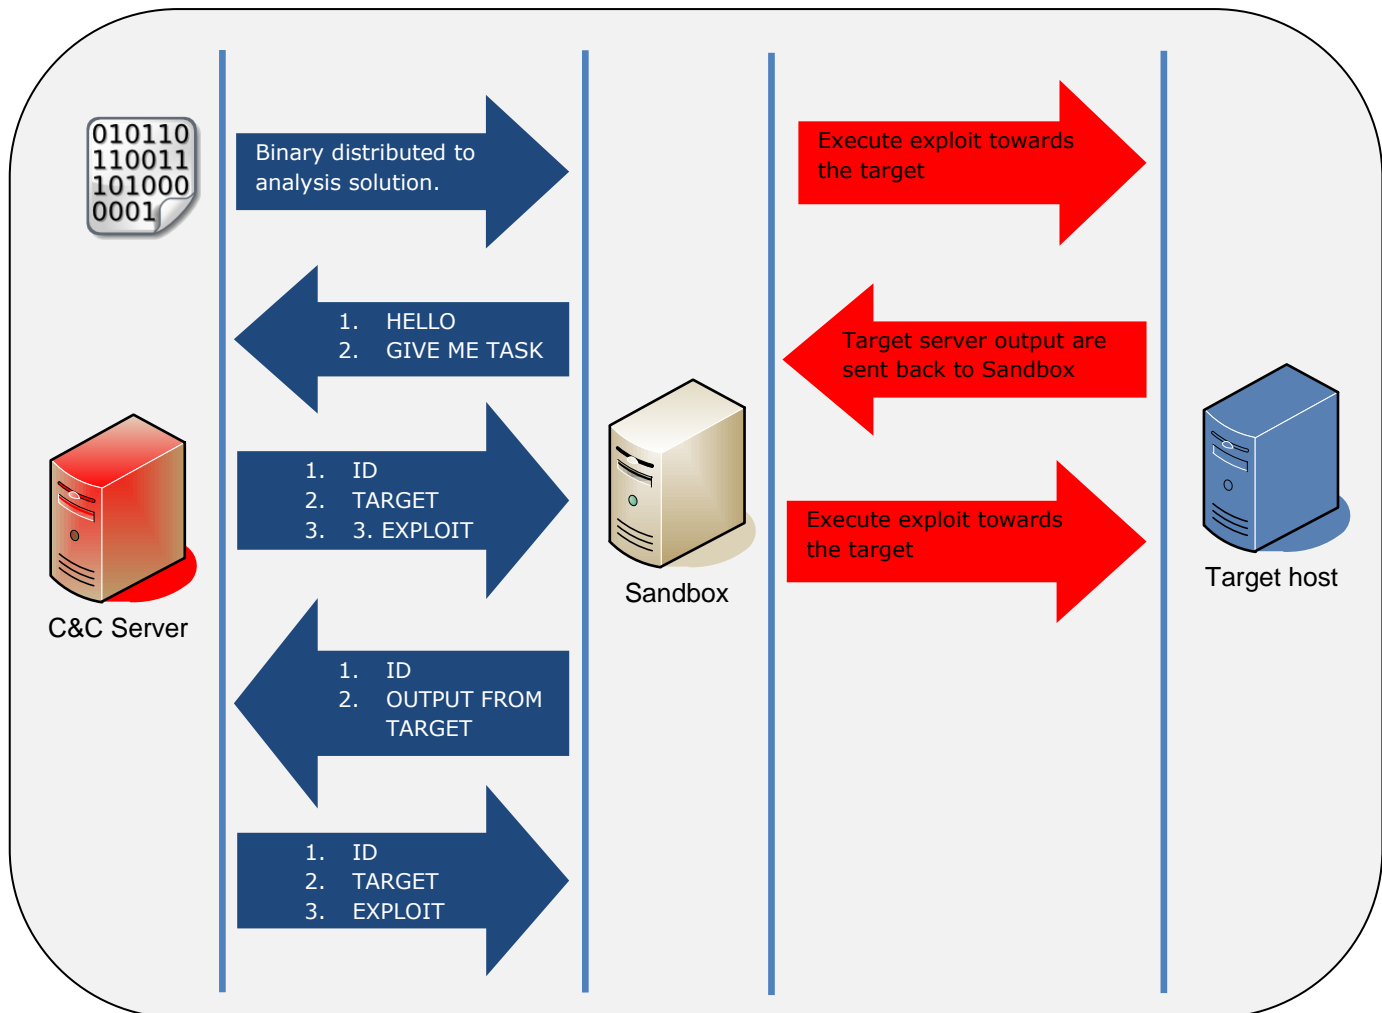 010110
110011
101000
0001
Binary distributed to
analysis solution.
Execute exploit towards
the target
1. HELLO
2. GIVE ME TASK
Target server output are
sent back to Sandbox
1. ID
2. TARGET
3. 3. EXPLOIT
Execute exploit towards
the target
C&C Server
Sandbox
Target host
1. ID
2. OUTPUT FROM
TARGET
1. ID
2. TARGET
3. EXPLOIT